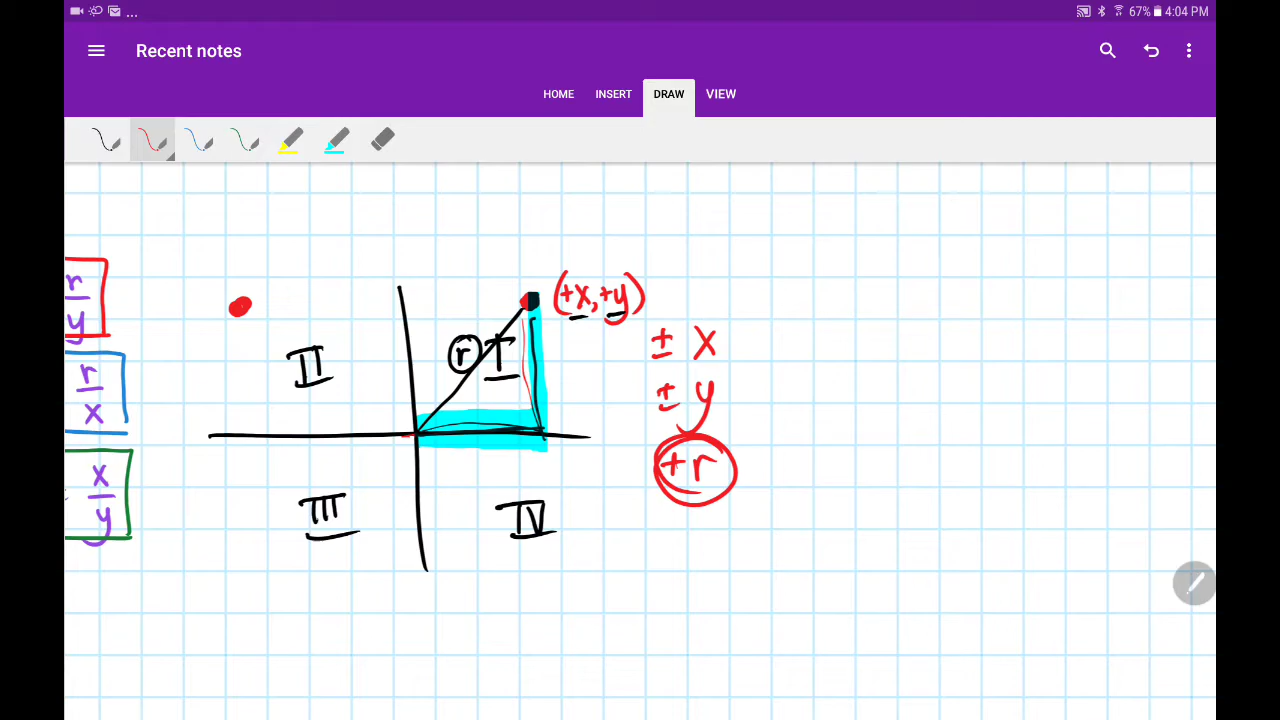 ...
67% 4:04 PM
Recent notes
HOME INSERT DRAW VIEW
r/y
r/x
x/y
II
I
III
IV
r
(+x, +y)
± x
± y
+r